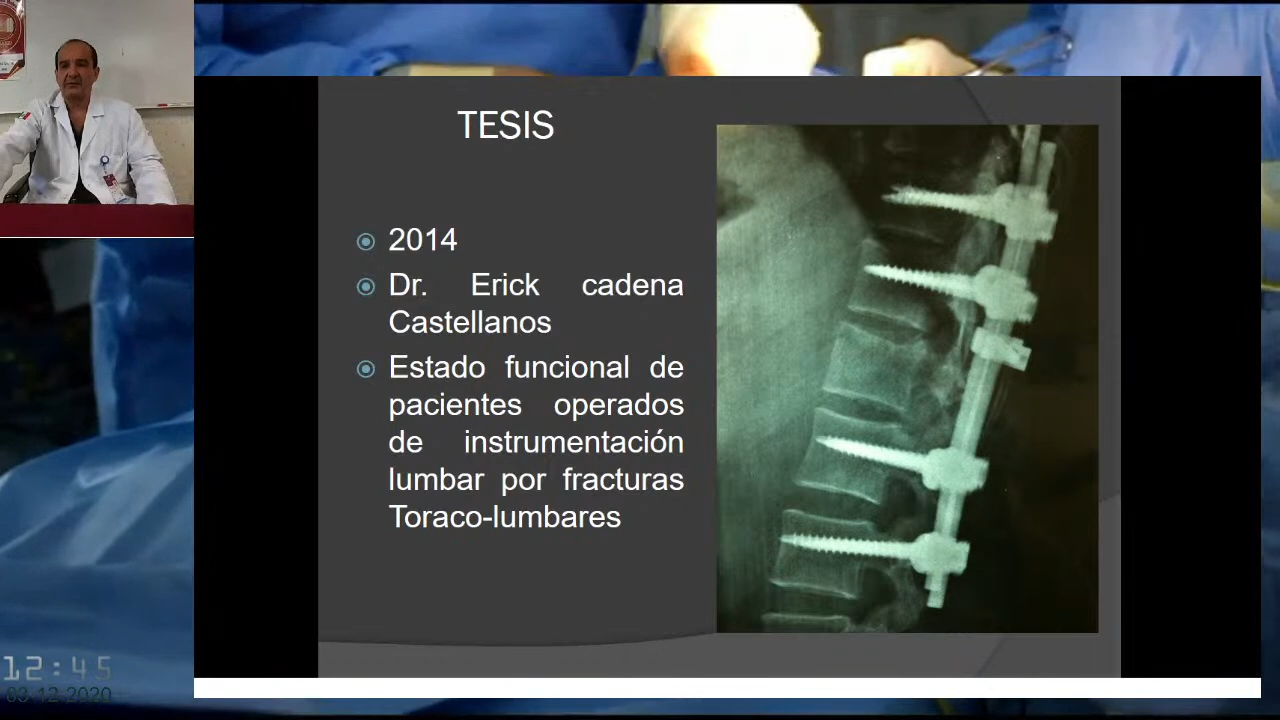 TESIS
2014
Dr. Erick cadena
Castellanos
Estado funcional de
pacientes operados
de instrumentación
lumbar por fracturas
Toraco-lumbares
12:45
03-12-2020